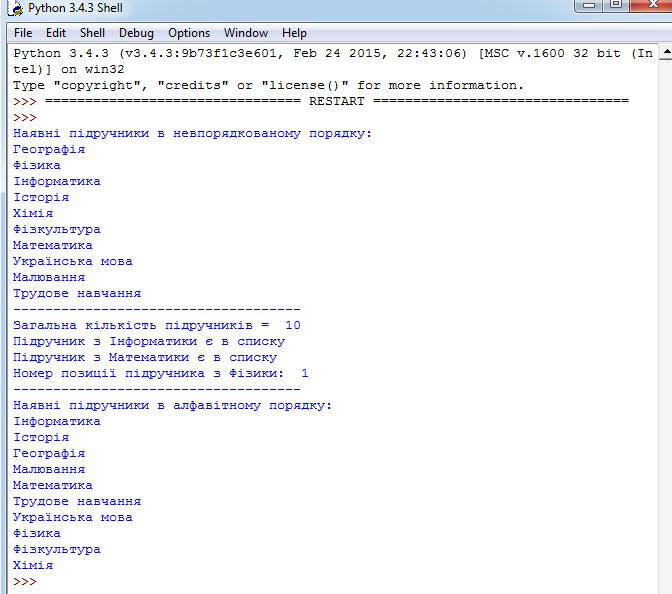 Python 3.4.3 Shell
File Edit Shell Debug Options Window Help
Python 3.4.3 (v3.4.3:9b73f1c3e601, Feb 24 2015, 22:43:06) [MSC v.1600 32 bit (In
tel)] on win32
Type "copyright", "credits" or "license()" for more information.
>>> ================================ RESTART ================================
>>>
Наявні підручники в невпорядкованому порядку:
Географія
Фізика
Інформатика
Історія
Хімія
Фізкультура
Математика
Українська мова
Малювання
Трудове навчання
------------------------------------
Загальна кількість підручників =  10
Підручник з Інформатики є в списку
Підручник з Математики є в списку
Номер позиції підручника з Фізики:  1
------------------------------------
Наявні підручники в алфавітному порядку:
Інформатика
Історія
Географія
Малювання
Математика
Трудове навчання
Українська мова
Фізика
Фізкультура
Хімія
>>>